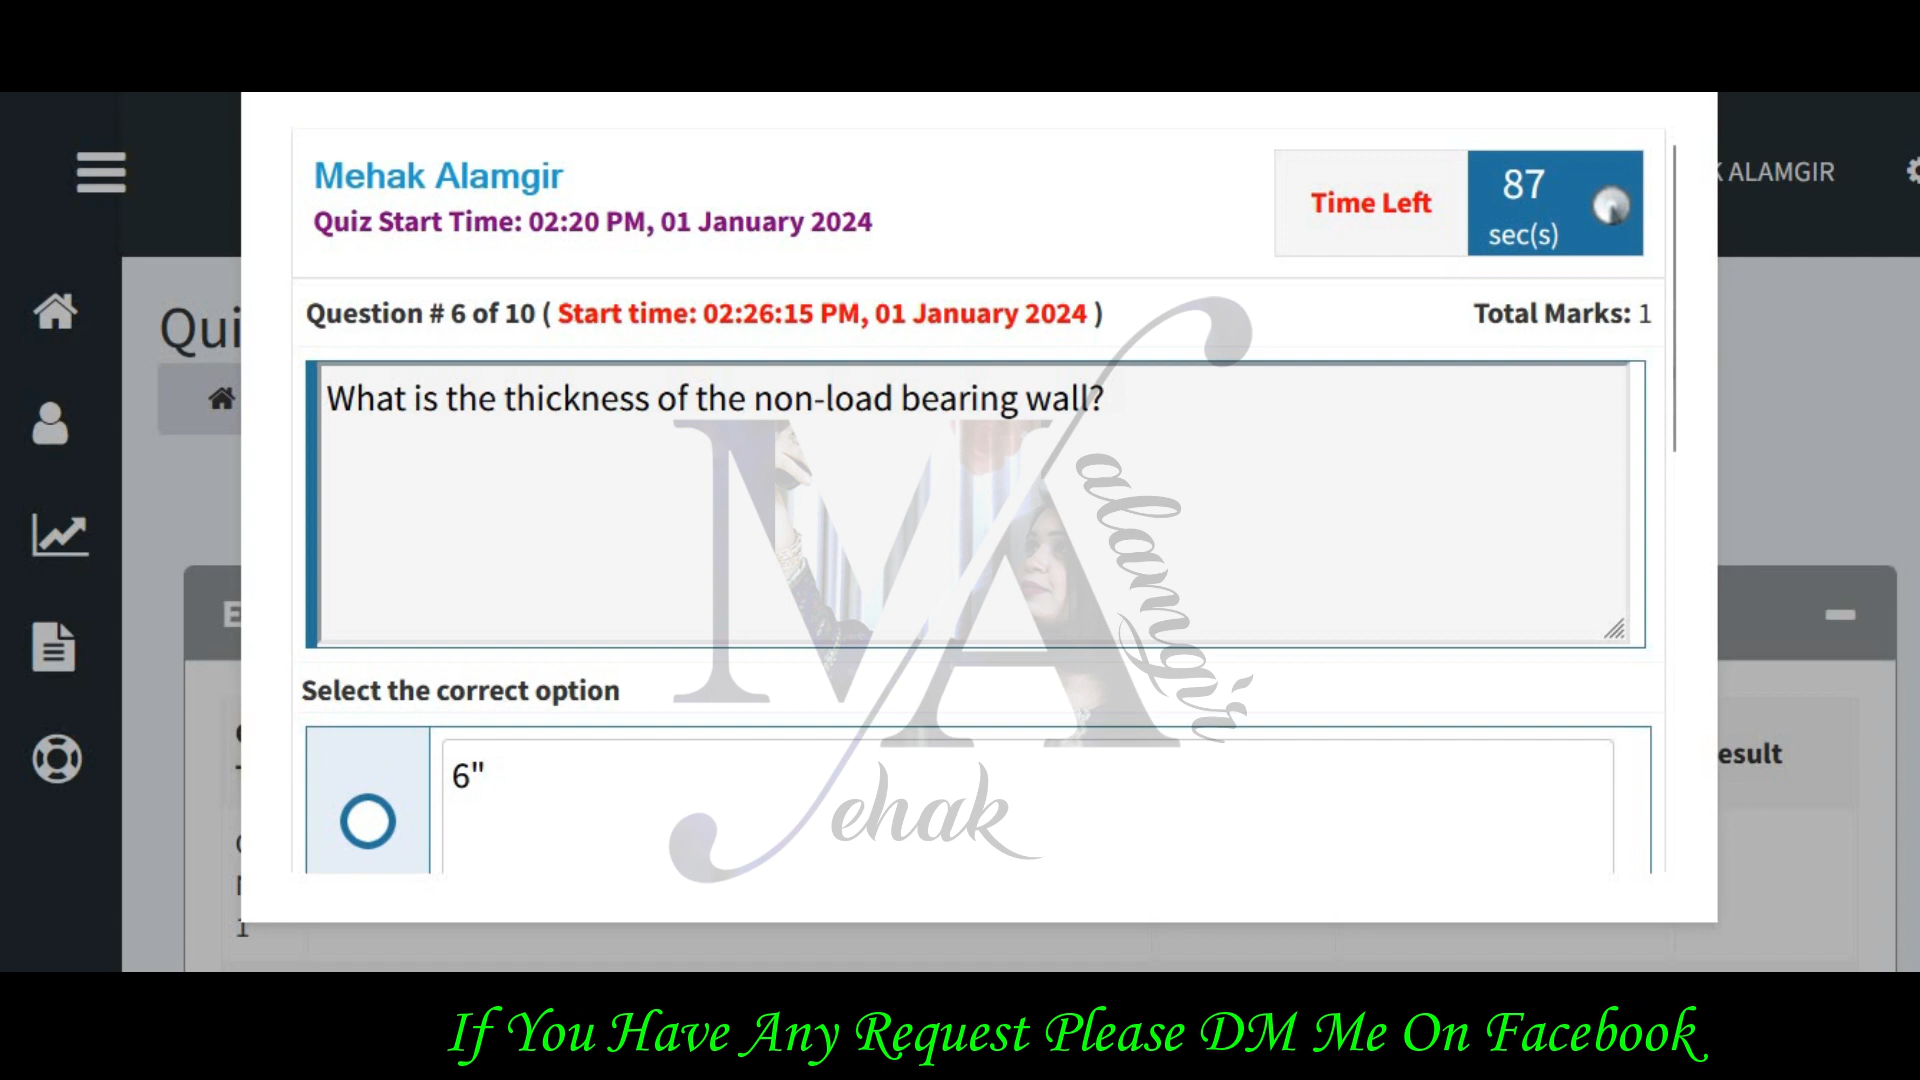 Mehak Alamgir
Quiz Start Time: 02:20 PM, 01 January 2024
Time Left
87
sec(s)
ALAMGIR
Question # 6 of 10 ( Start time: 02:26:15 PM, 01 January 2024 )
Total Marks: 1
Qui
What is the thickness of the non-load bearing wall?
MA
alamgir
ehak
E
Select the correct option
6"
esult
1
If You Have Any Request Please DM Me On Facebook